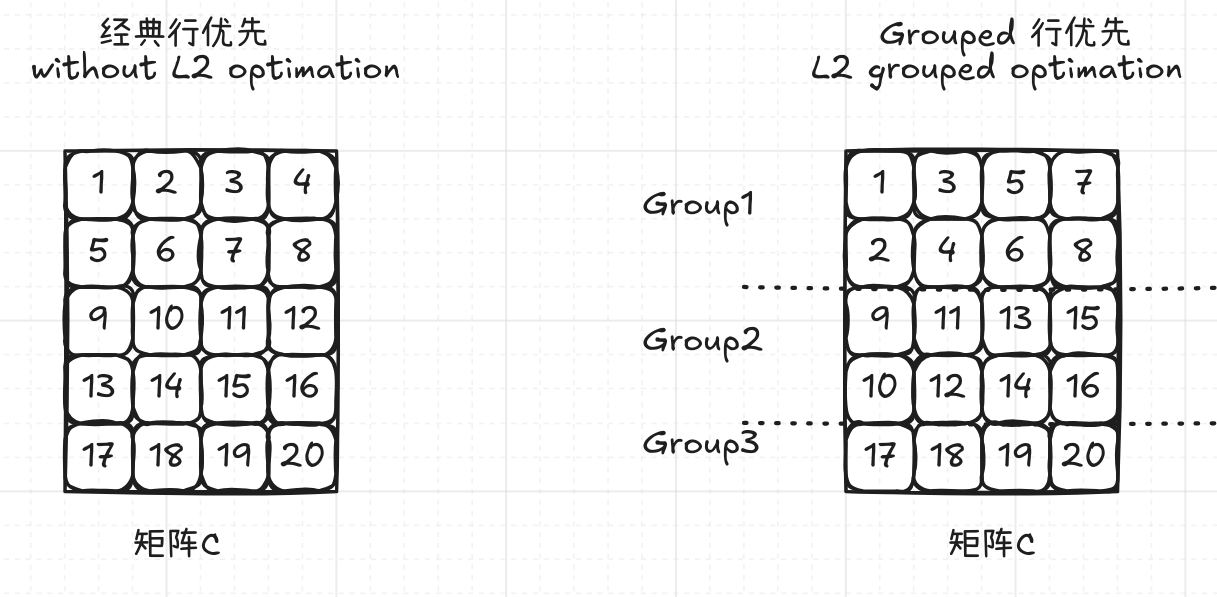 经典行优先
without L2 optimation
1 2 3 4
5 6 7 8
9 10 11 12
13 14 15 16
17 18 19 20
矩阵C
Grouped 行优先
L2 grouped optimation
Group1
Group2
Group3
1 3 5 7
2 4 6 8
9 11 13 15
10 12 14 16
17 18 19 20
矩阵C